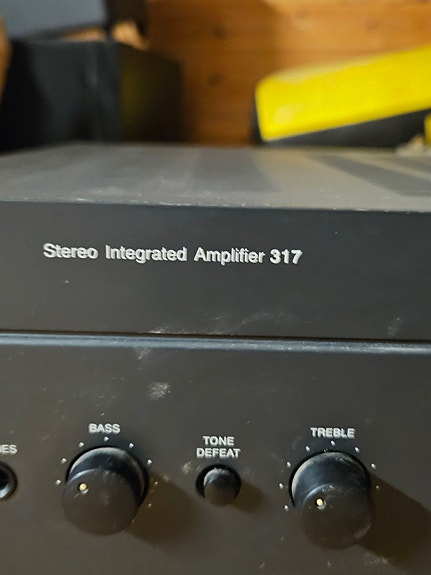 Stereo Integrated Amplifier 317
BASS
TONE
DEFEAT
TREBLE